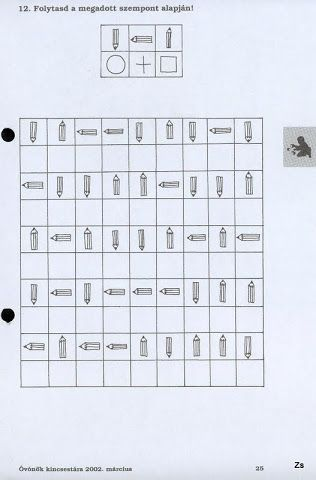 12. Folytasd a megadott szempont alapján!
Óvónők kincsestára 2002. március
25
Zs